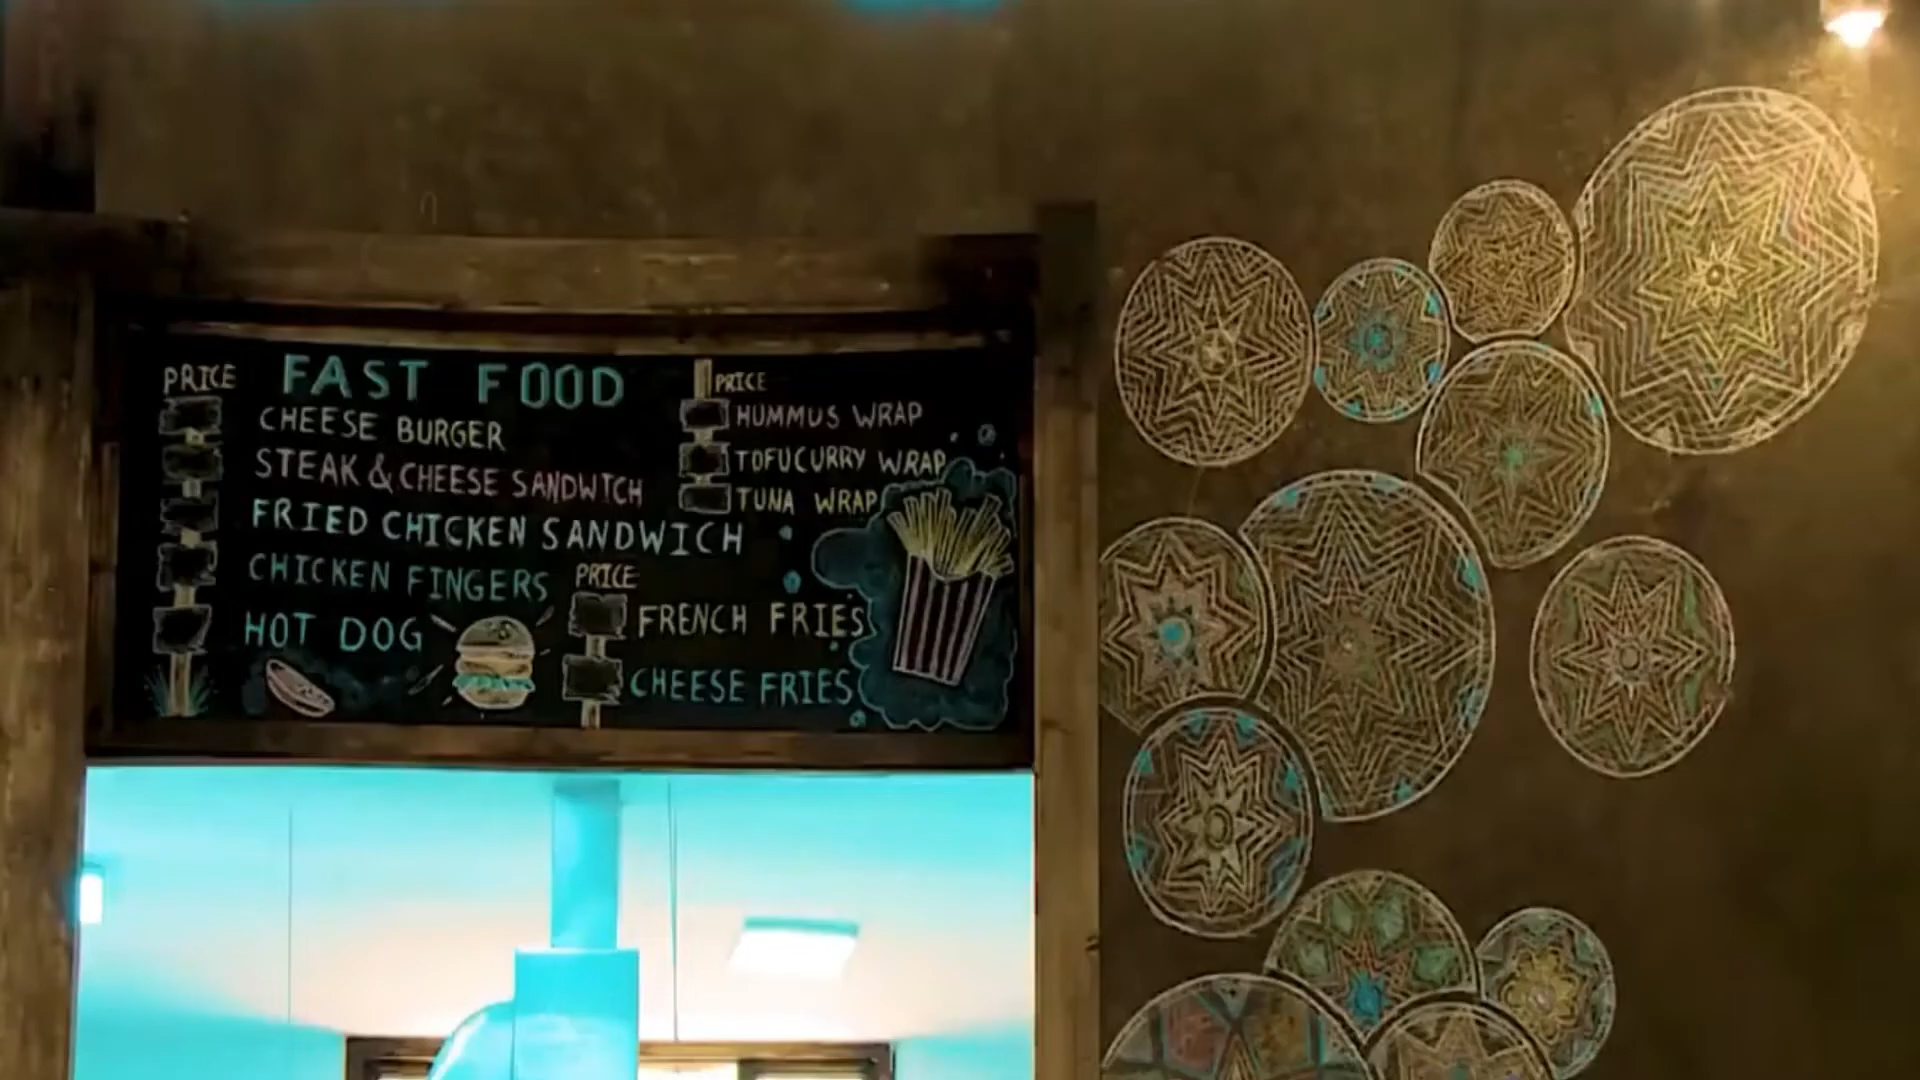 PRICE
FAST FOOD
CHEESE BURGER
STEAK & CHEESE SANDWICH
FRIED CHICKEN SANDWICH
CHICKEN FINGERS
HOT DOG
PRICE
HUMMUS WRAP
TOFUCURRY WRAP
TUNA WRAP
PRICE
FRENCH FRIES
CHEESE FRIES